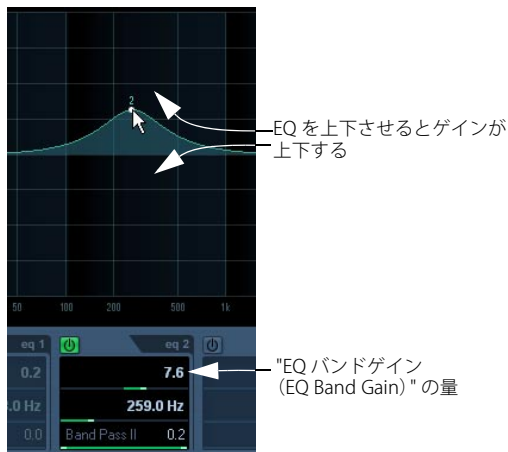 2
EQ を上下させるとゲインが
上下する
50 100 200 500 1k
eq 1 eq 2
0.2 7.6
.0 Hz 259.0 Hz
0.0 Band Pass II 0.2
"EQ バンドゲイン
（EQ Band Gain）" の量